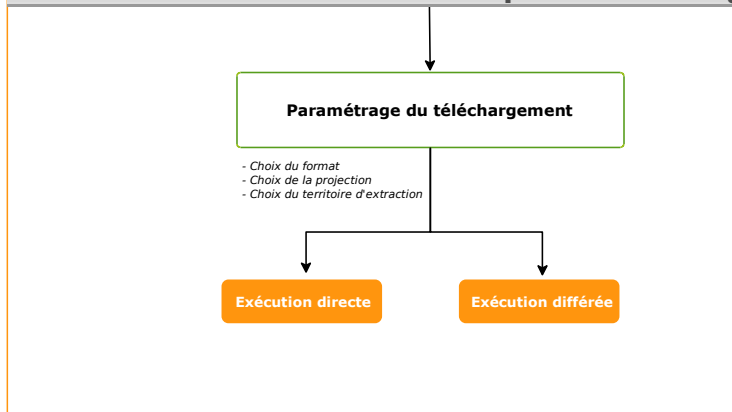 Paramétrage du téléchargement
- Choix du format
- Choix de la projection
- Choix du territoire d'extraction
Exécution directe
Exécution différée